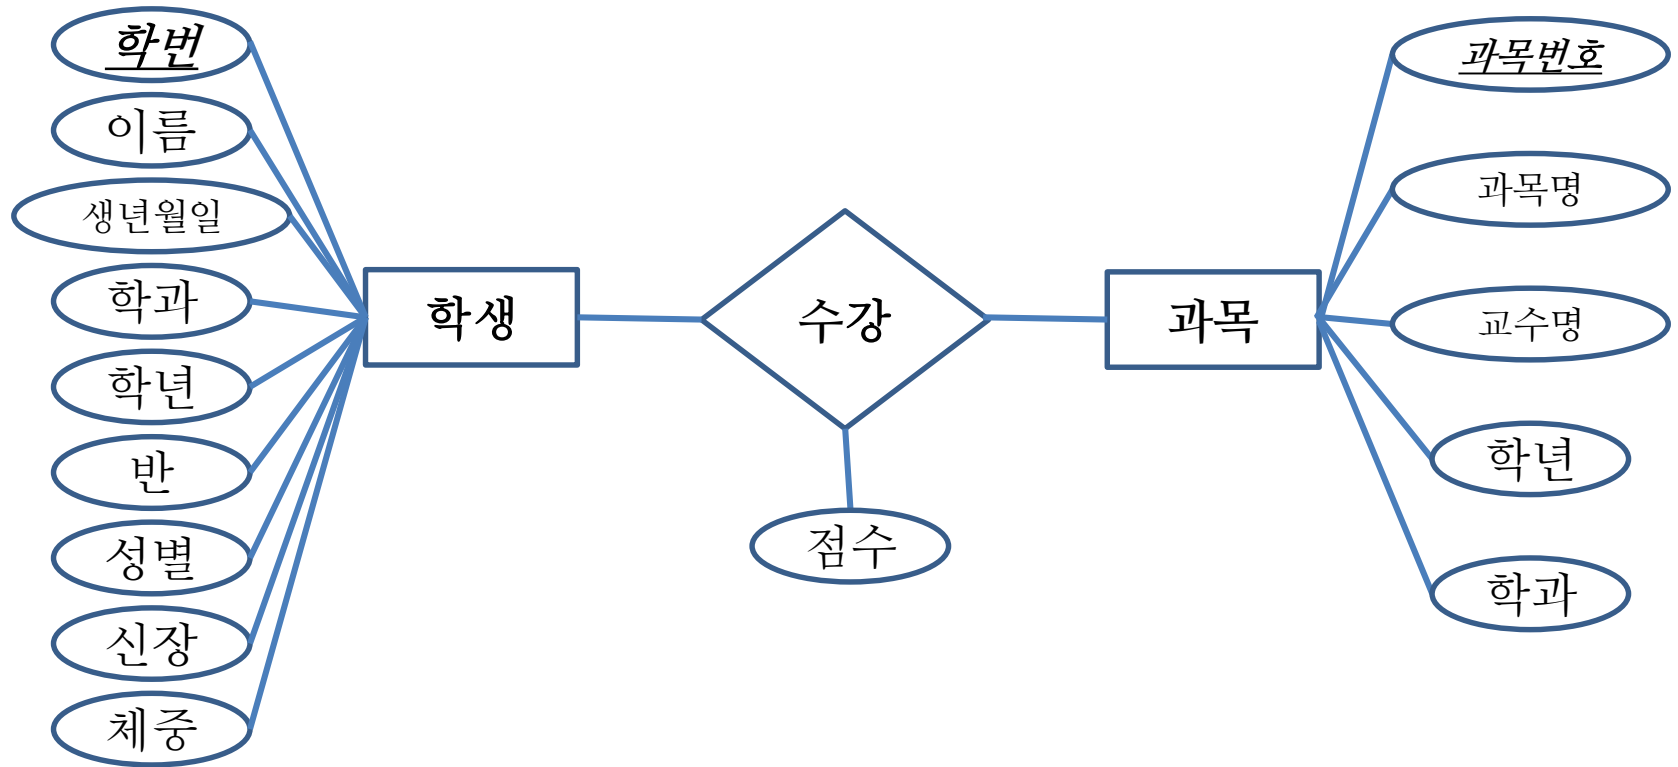 학번
이름
생년월일
학과
학년
반
성별
신장
체중
학생
수강
점수
과목
과목번호
과목명
교수명
학년
학과